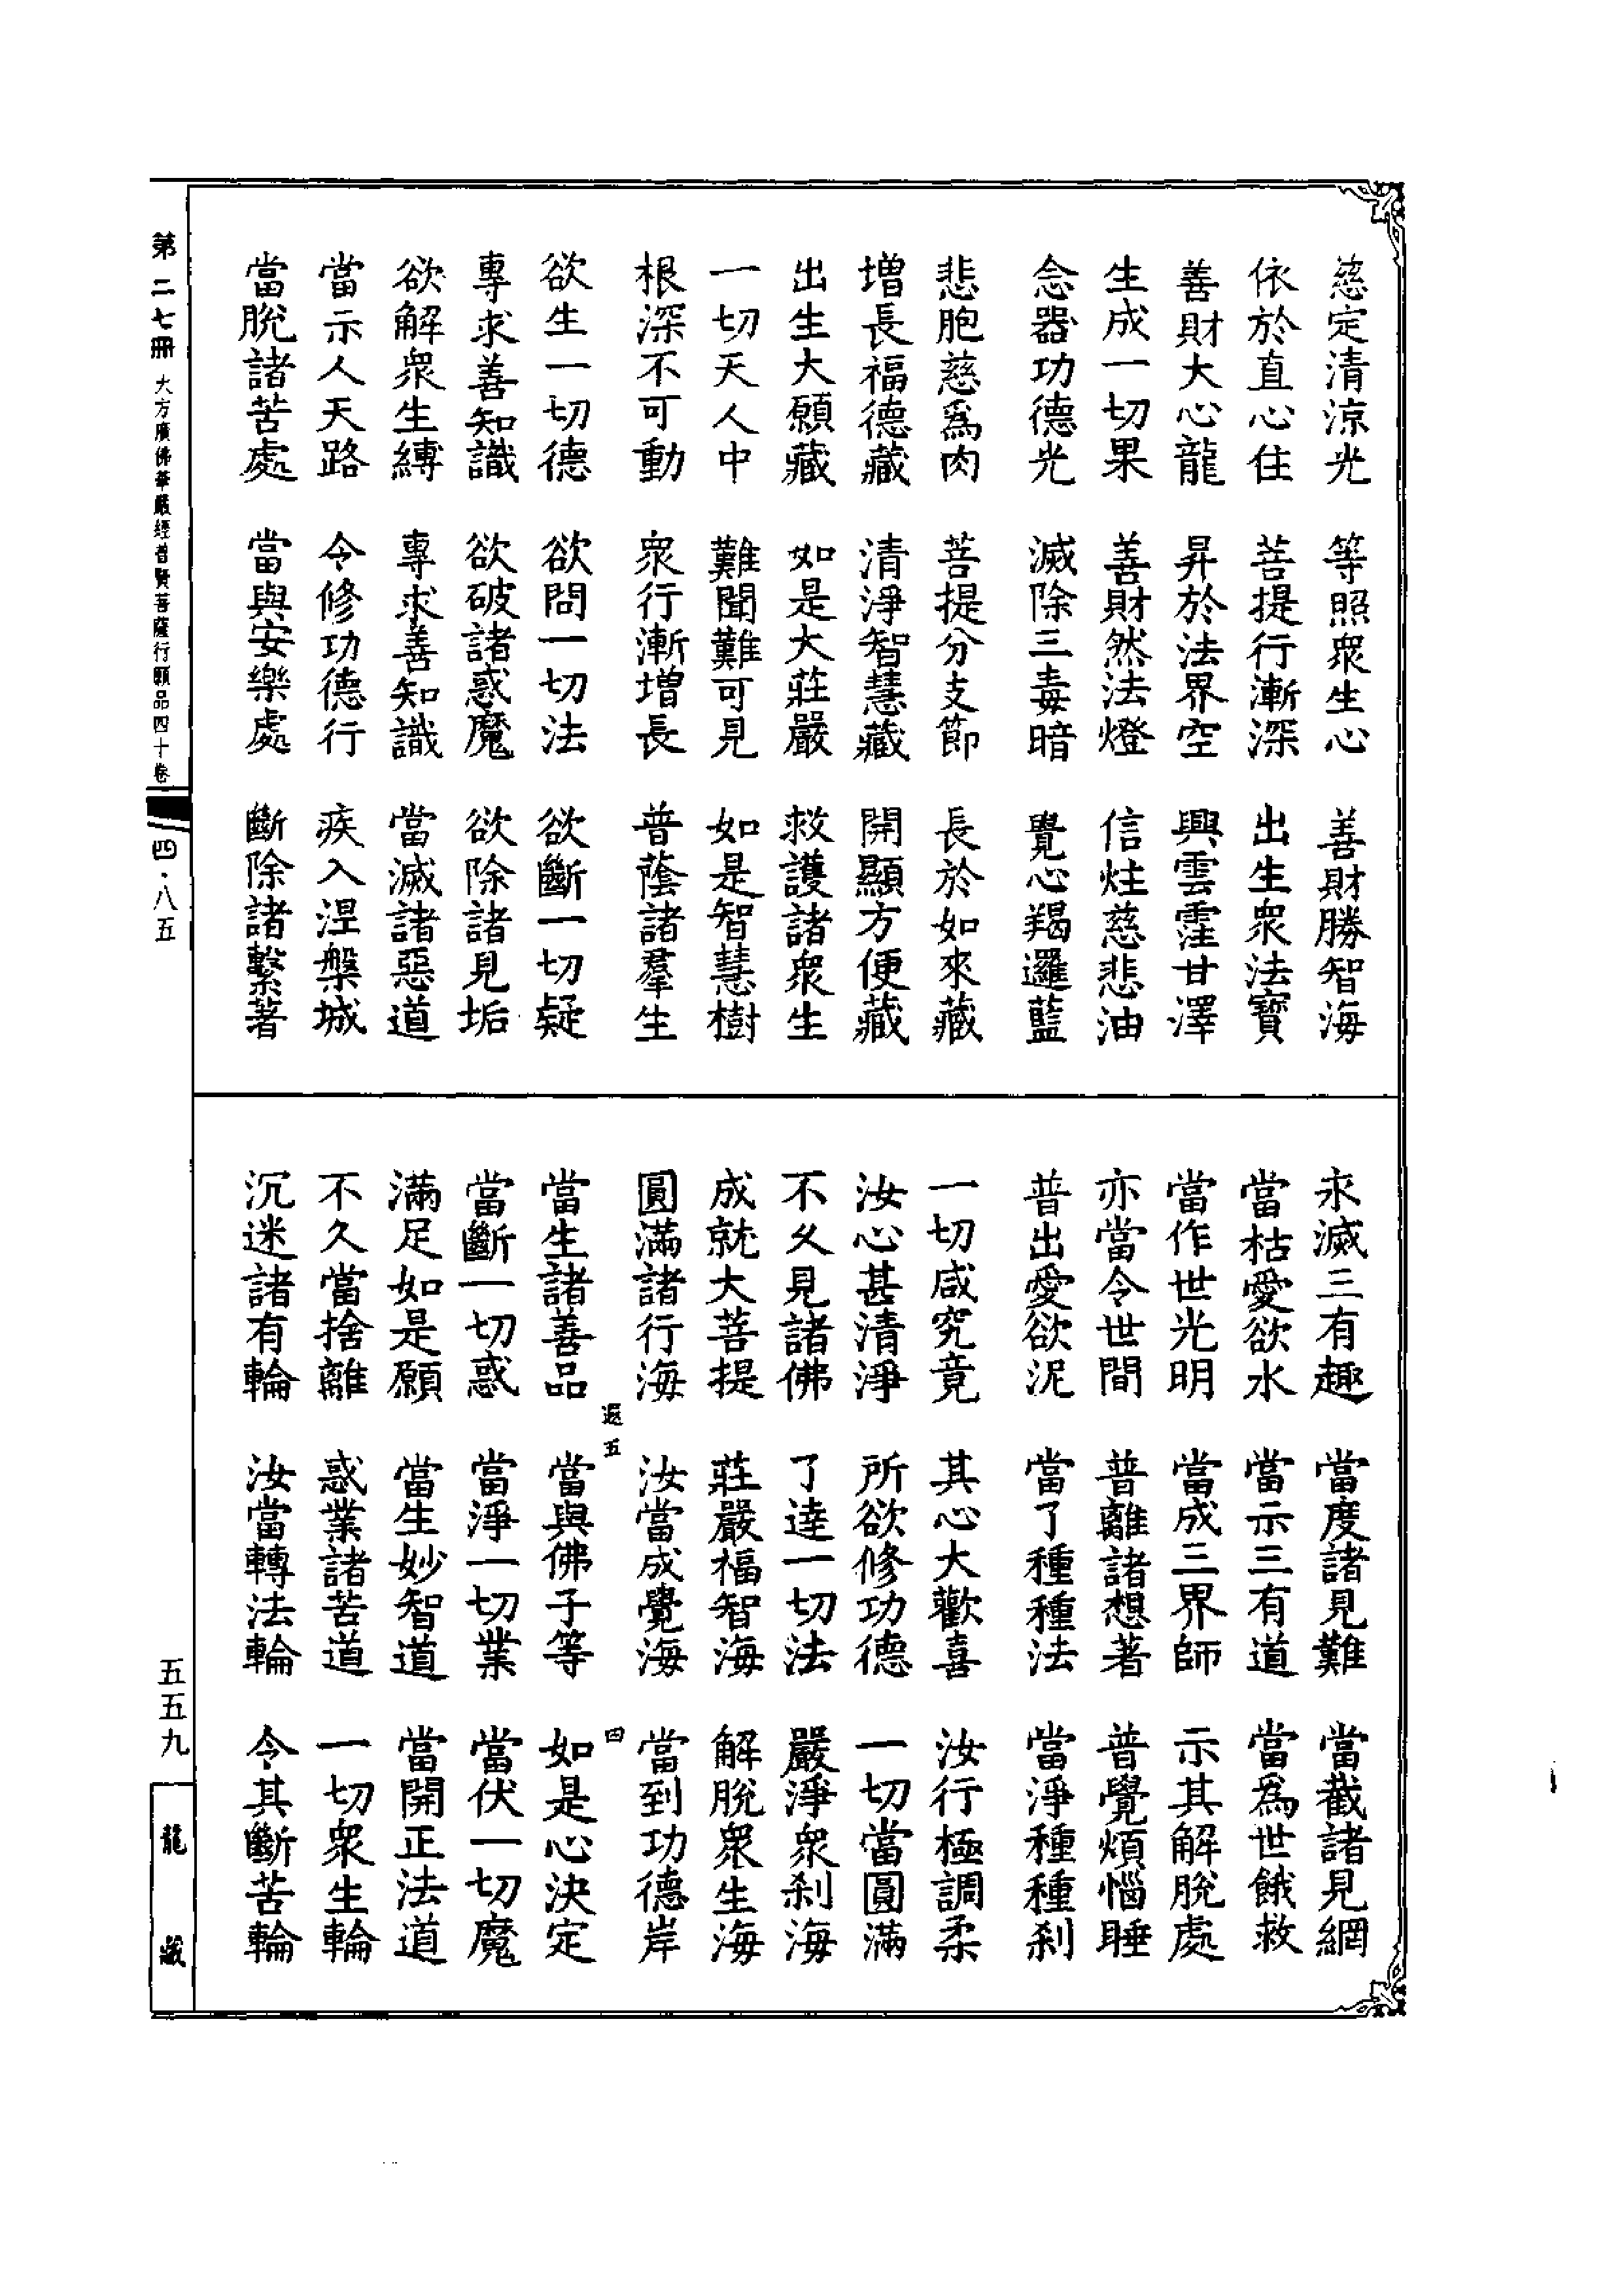 慈定清涼光　等照眾生心　善財勝智海
依於直心住　菩提行漸深　出生眾法寶
善財大心龍　昇於法界空　興雲霔甘澤
生成一切果　善財然法燈　信炷慈悲油
念器功德光　滅除三毒暗　覺心羯邏藍
悲胞慈為肉　菩提分支節　長於如來藏
增長福德藏　清淨智慧藏　開顯方便藏
出生大願藏　如是大莊嚴　救護諸眾生
一切天人中　難聞難可見　如是智慧樹
根深不可動　眾行漸增長　普蔭諸羣生
欲生一切德　欲問一切法　欲斷一切疑
專求善知識　欲破諸惑魔　欲除諸見垢
欲解眾生縛　專求善知識　當滅諸惡道
當示人天路　令修功德行　疾入涅槃城
當脫諸苦處　當與安樂處　斷除諸繫著
永滅三有趣　當度諸見難　當截諸見網
當枯愛欲水　當示三有道　當為世餓救
當作世光明　當成三界師　示其解脫處
亦當令世間　普離諸想著　普覺煩惱睡
普出愛欲泥　當了種種法　當淨種種剎
一切咸究竟　其心大歡喜　汝行極調柔
汝心甚清淨　所欲修功德　一切當圓滿
不久見諸佛　了達一切法　嚴淨眾剎海
成就大菩提　莊嚴福智海　解脫眾生海
圓滿諸行海　汝當成覺海　當到功德岸
遐五　四
當生諸善品　當與佛子等　如是心決定
當斷一切惑　當淨一切業　當伏一切魔
滿足如是願　當生妙智道　當開正法道
不久當捨離　惑業諸苦道　一切眾生輪
沉迷諸有輪　汝當轉法輪　令其斷苦輪
第二七冊　大方廣佛華嚴經普賢菩薩行願品四十卷　四・八五
五五九
龍藏